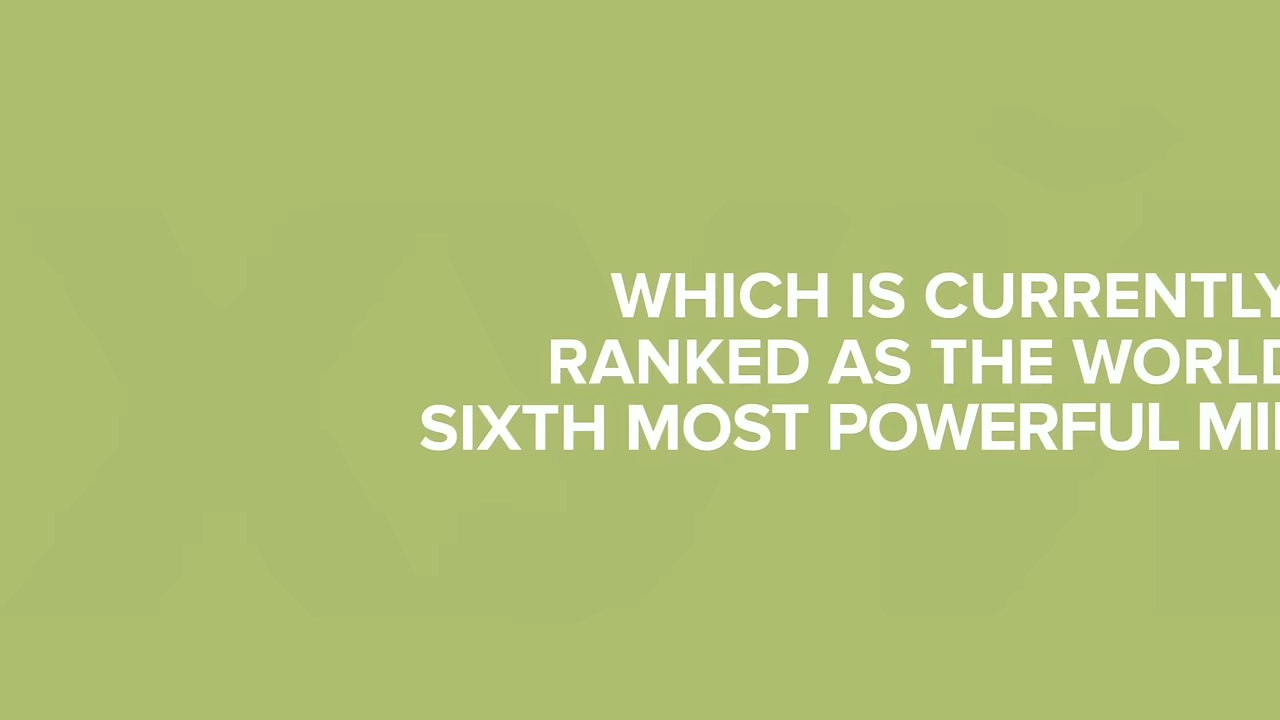 WHICH IS CURRENTLY
RANKED AS THE WORLD
SIXTH MOST POWERFUL